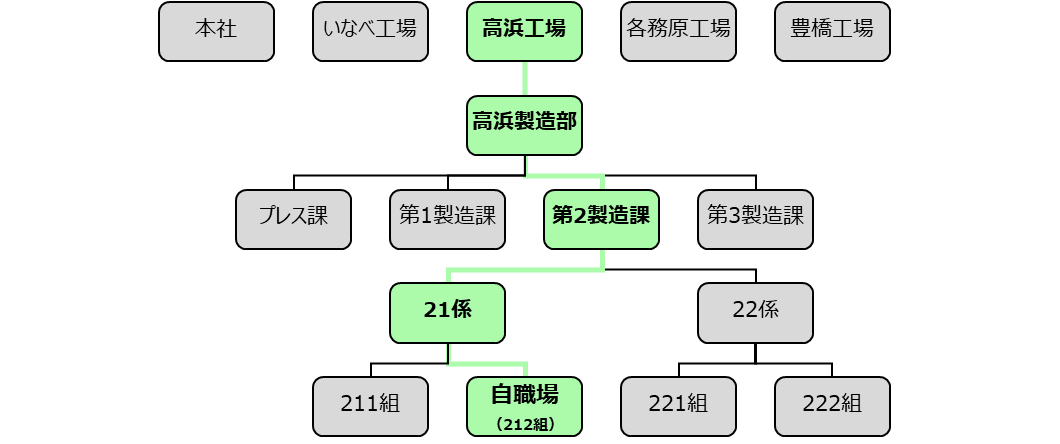 本社
いなべ工場
高浜工場
各務原工場
豊橋工場
高浜製造部
プレス課
第1製造課
第2製造課
第3製造課
21係
22係
211組
自職場
（212組）
221組
222組